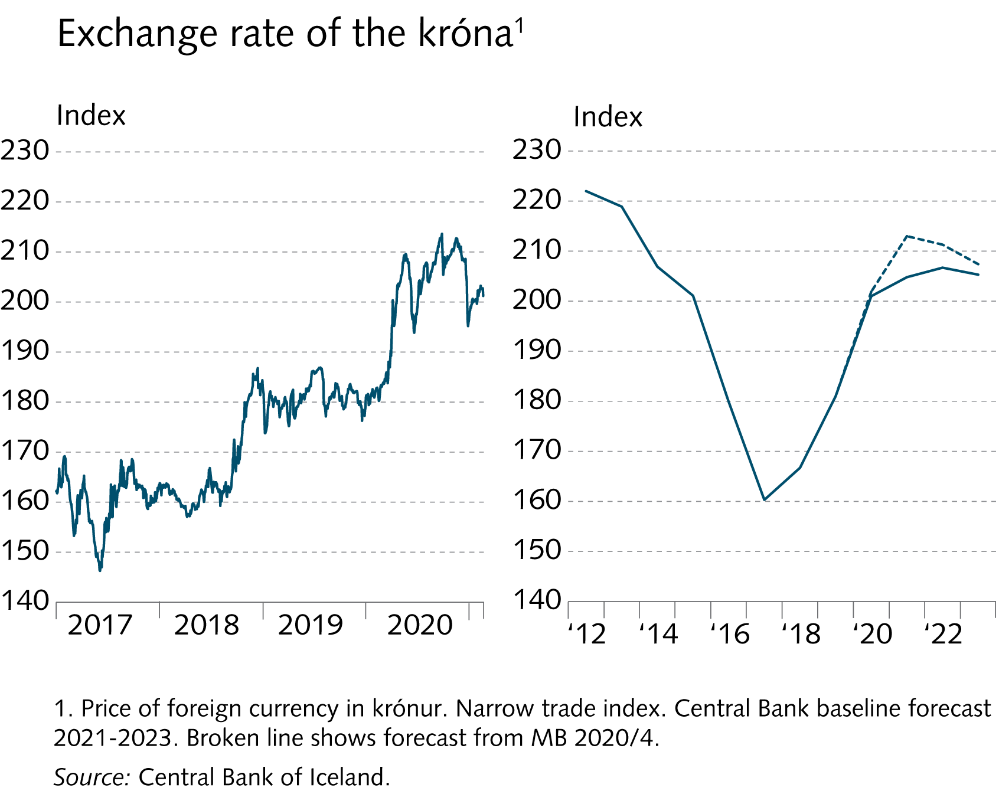 Exchange rate of the króna1
Index
230
220
210
200
190
180
170
160
150
140
2017 2018 2019 2020
Index
230
220
210
200
190
180
170
160
150
140
‘12 ‘14 ‘16 ‘18 ‘20 ‘22
1. Price of foreign currency in krónur. Narrow trade index. Central Bank baseline forecast
2021-2023. Broken line shows forecast from MB 2020/4.
Source: Central Bank of Iceland.